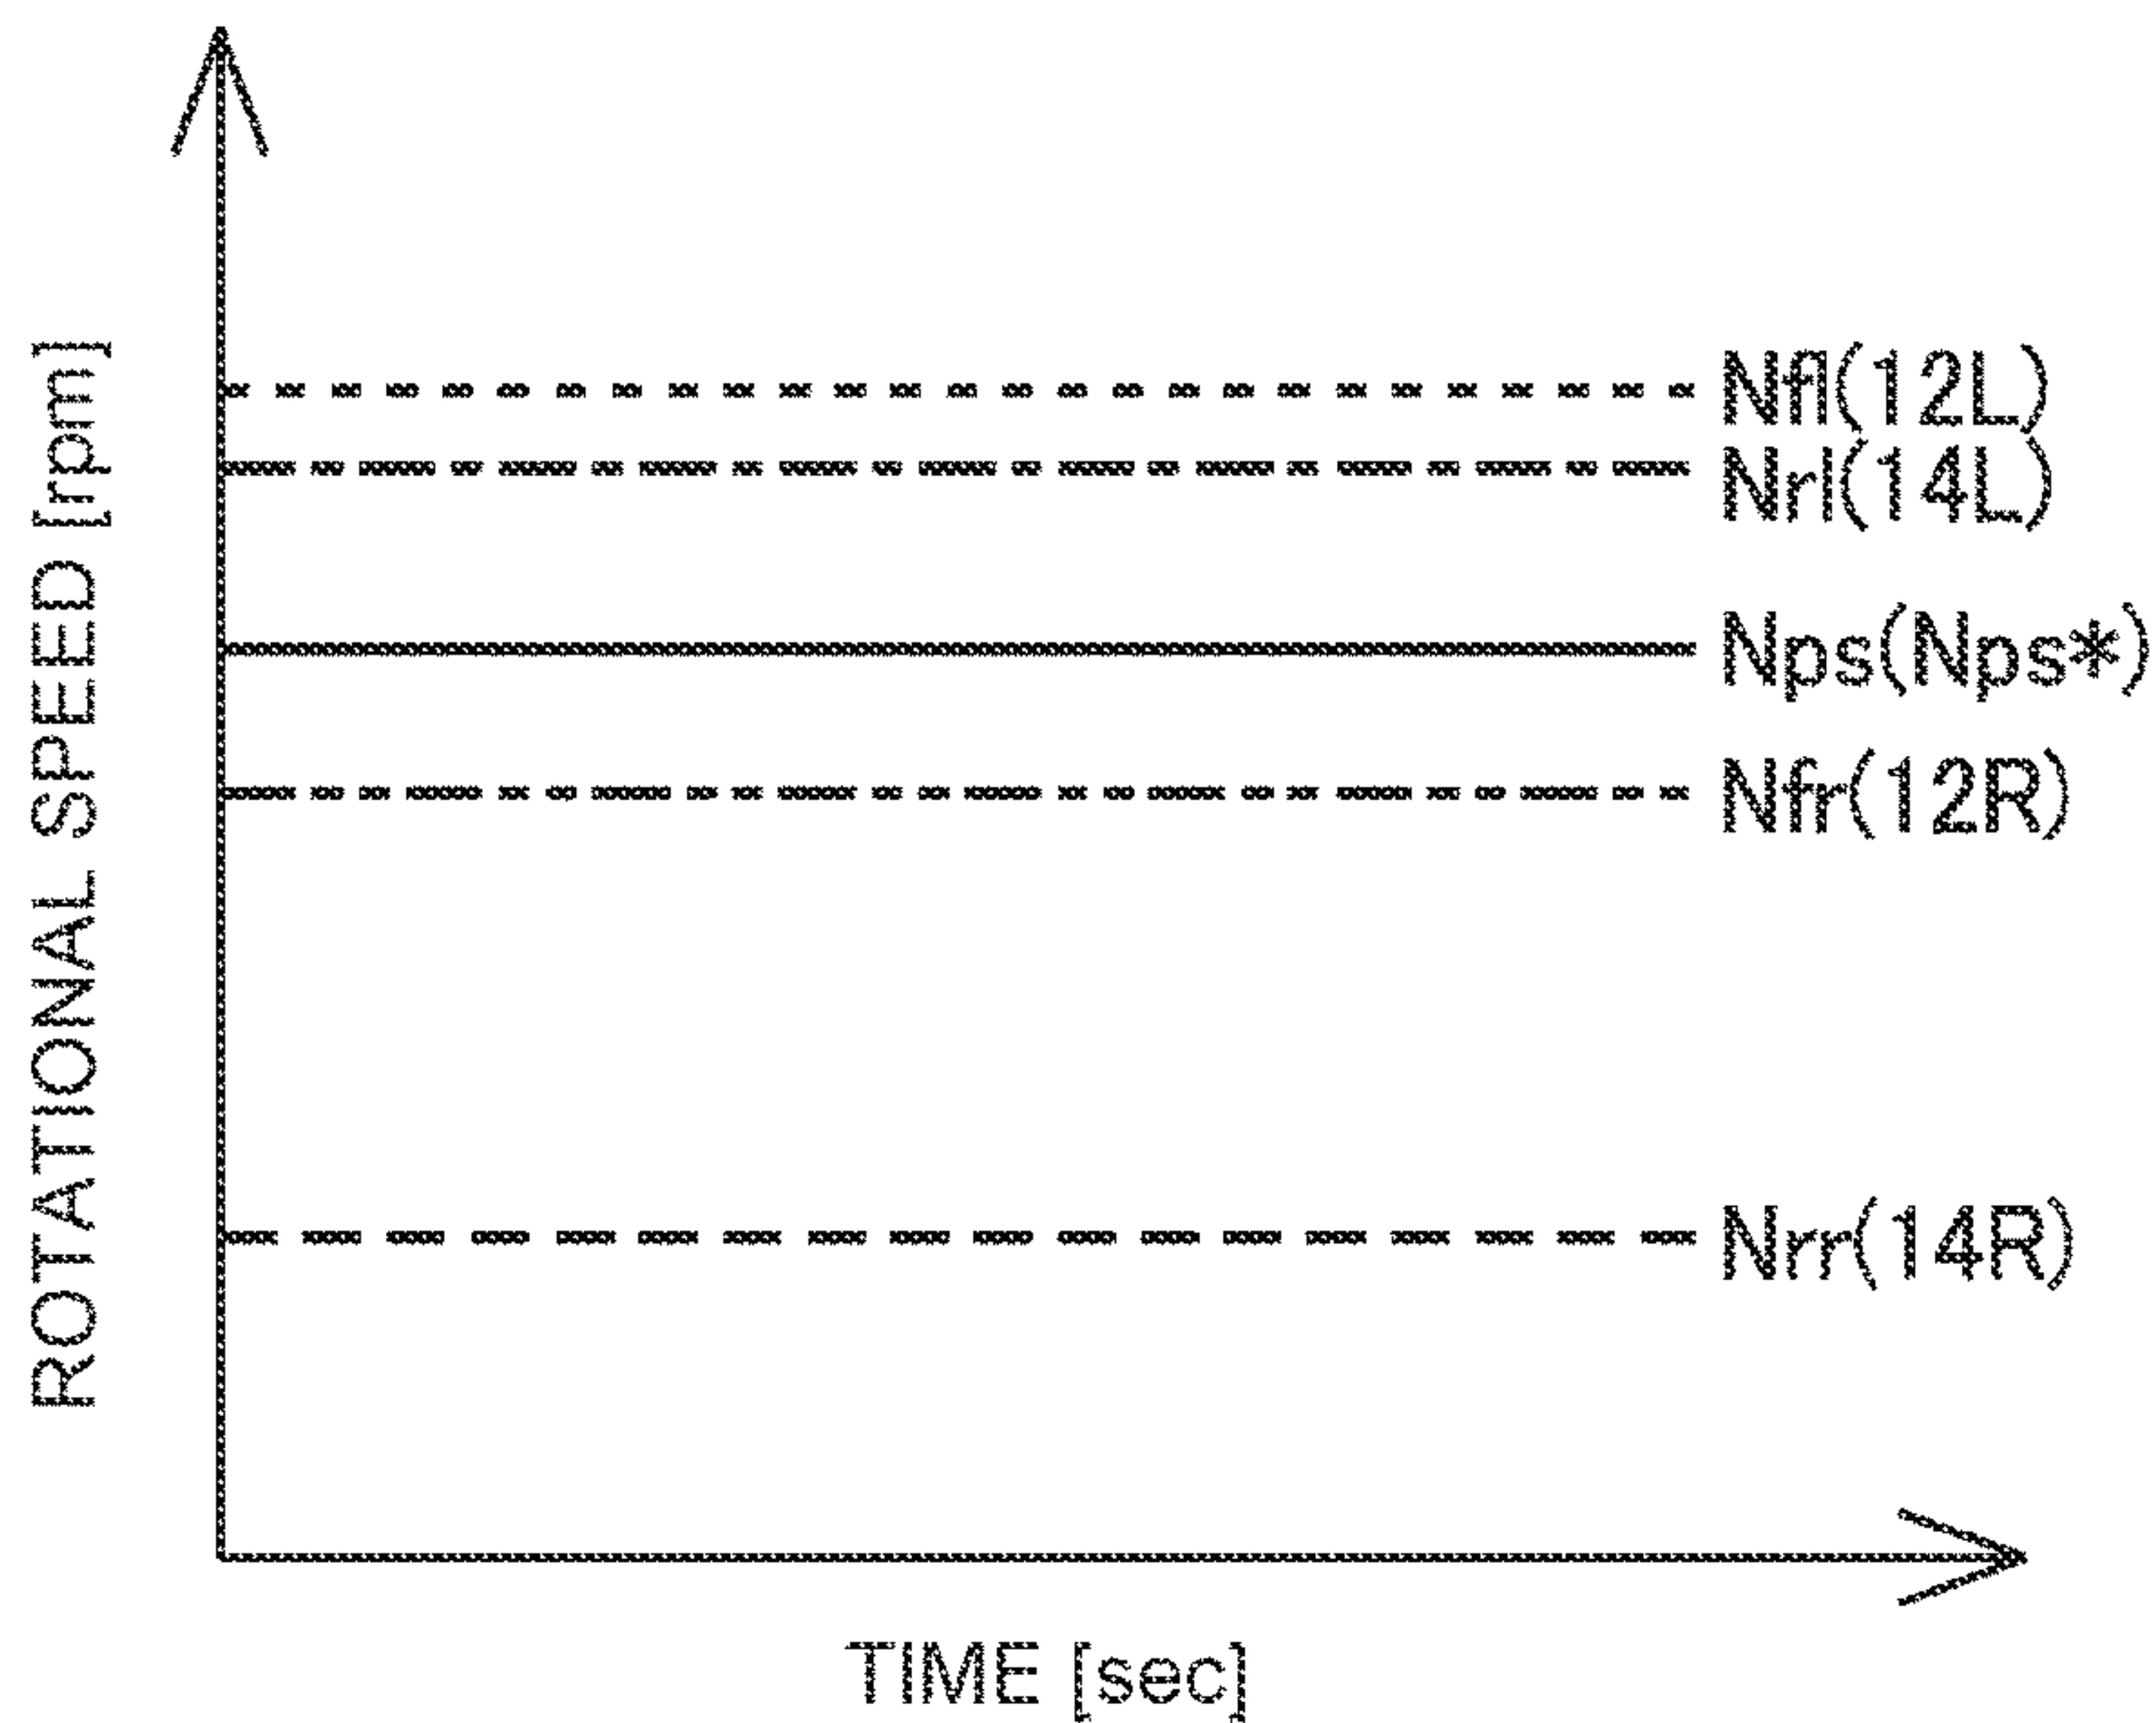 ROTATIONAL SPEED [rpm]
Nfl(12L)
Nrl(14L)
Nps(Nps*)
Nfr(12R)
Nrr(14R)
TIME [sec]